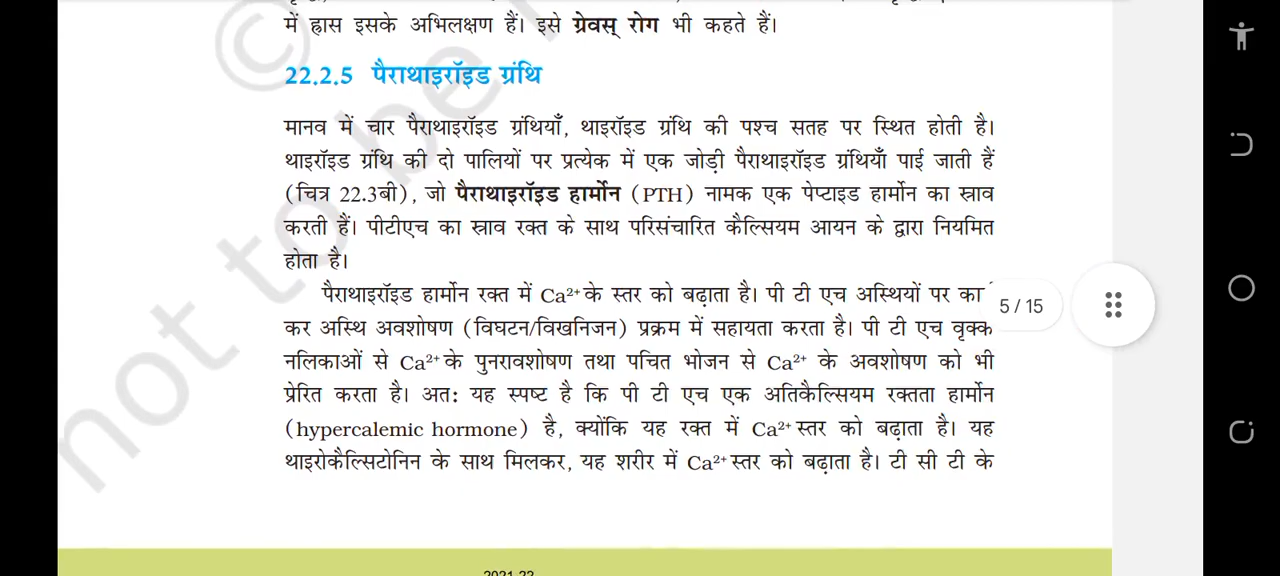 में ह्रास इसके अभिलक्षण हैं। इसे ग्रेवस् रोग भी कहते हैं।
22.2.5 पैराथाइरॉइड ग्रंथि
मानव में चार पैराथाइरॉइड ग्रंथियाँ, थाइरॉइड ग्रंथि की पश्च सतह पर स्थित होती है।
थाइरॉइड ग्रंथि की दो पालियों पर प्रत्येक में एक जोड़ी पैराथाइरॉइड ग्रंथियाँ पाई जाती हैं
(चित्र 22.3बी), जो पैराथाइरॉइड हार्मोन (PTH) नामक एक पेप्टाइड हार्मोन का स्राव
करती हैं। पीटीएच का स्राव रक्त के साथ परिसंचारित कैल्सियम आयन के द्वारा नियमित
होता है।
पैराथाइरॉइड हार्मोन रक्त में Ca²⁺ के स्तर को बढ़ाता है। पी टी एच अस्थियों पर
कर अस्थि अवशोषण (विघटन/विखनिजन) प्रक्रम में सहायता करता है। पी टी एच वृक्क
नलिकाओं से Ca²⁺ के पुनरावशोषण तथा पचित भोजन से Ca²⁺ के अवशोषण को भी
प्रेरित करता है। अतः यह स्पष्ट है कि पी टी एच एक अतिकैल्सियम रक्तता हार्मोन
(hypercalemic hormone) है, क्योंकि यह रक्त में Ca²⁺ स्तर को बढ़ाता है। यह
थाइरोकैल्सिटोनिन के साथ मिलकर, यह शरीर में Ca²⁺ स्तर को बढ़ाता है। टी सी टी के
5 / 15
2021-22
© not to be